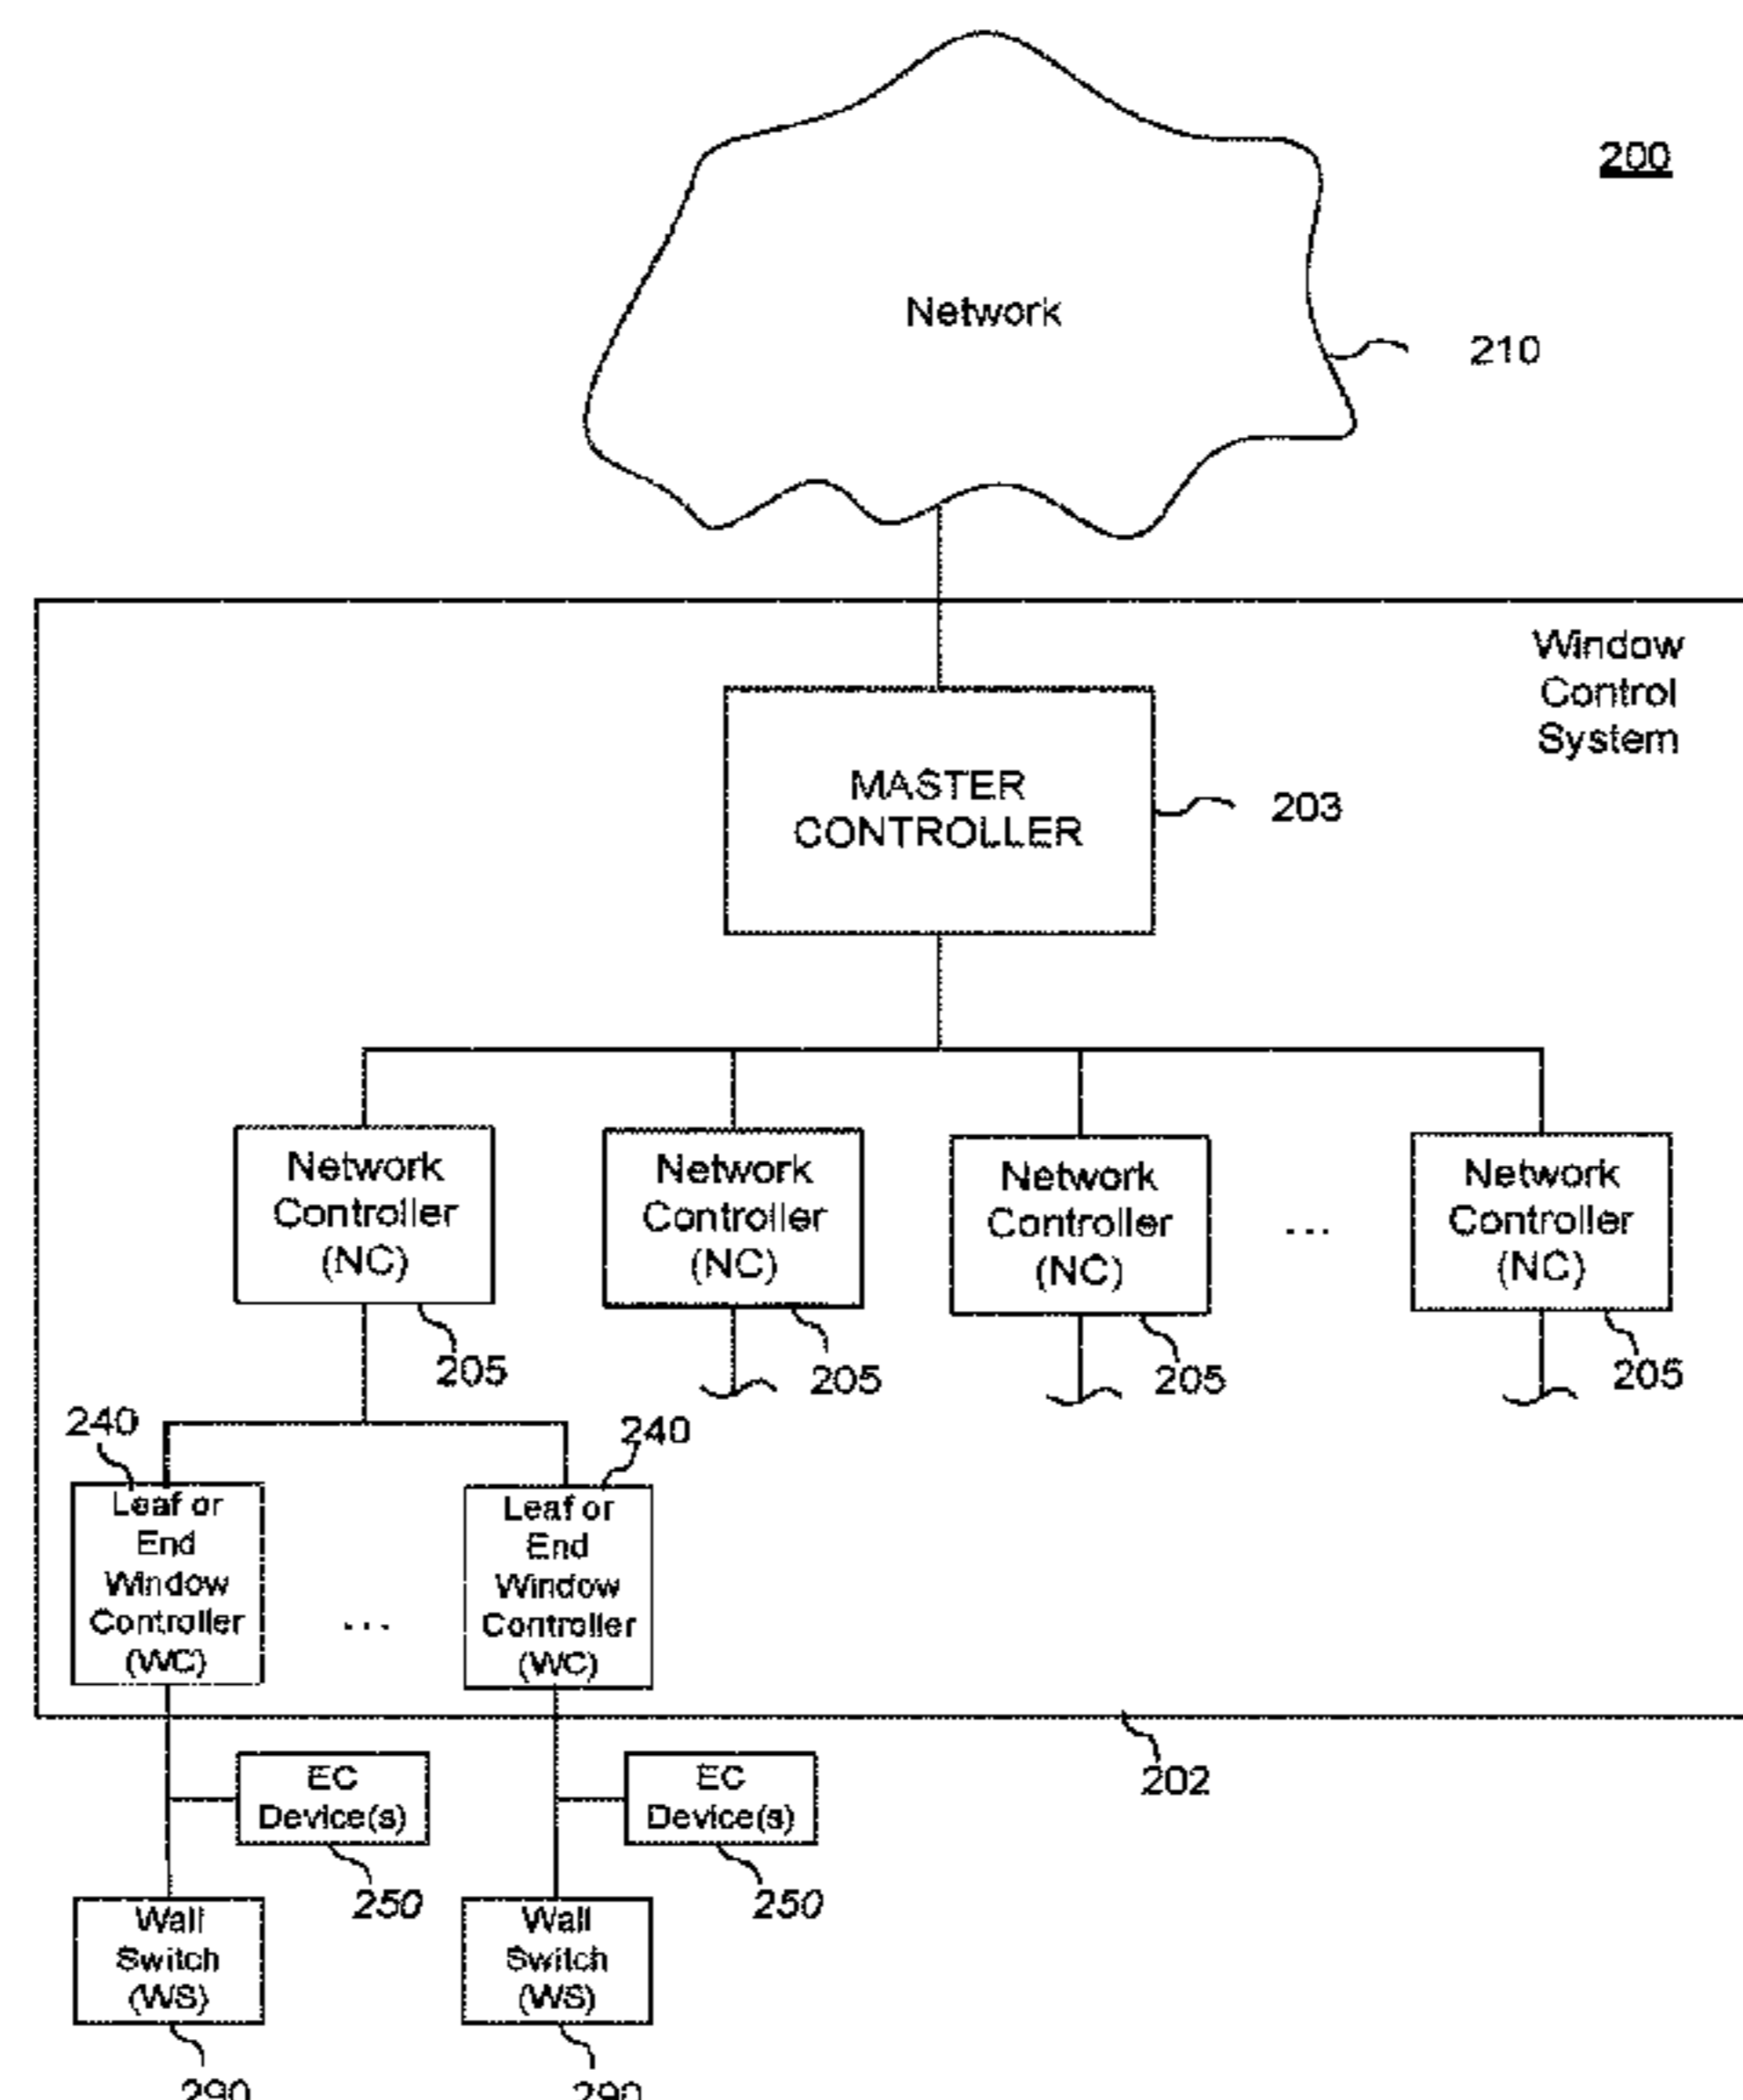 200
Network
210
Window
Control
System
MASTER
CONTROLLER
203
Network
Controller
(NC)
205
Network
Controller
(NC)
205
Network
Controller
(NC)
205
...
Network
Controller
(NC)
205
240
Leaf or
End
Window
Controller
(WC)
...
240
Leaf or
End
Window
Controller
(WC)
202
EC
Device(s)
250
EC
Device(s)
250
Wall
Switch
(WS)
290
Wall
Switch
(WS)
290